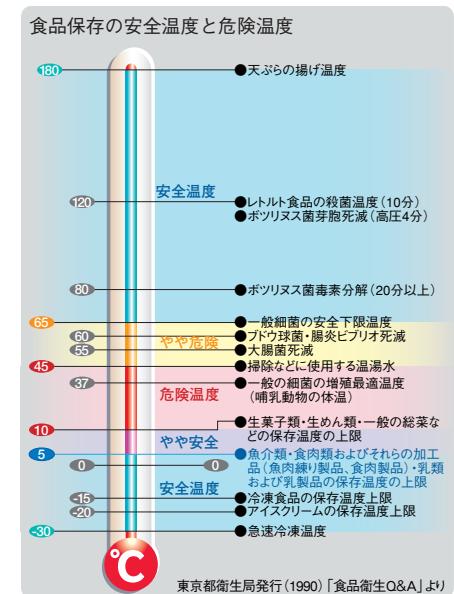 食品保存の安全温度と危険温度
180
●天ぷらの揚げ温度
安全温度
120
●レトルト食品の殺菌温度(10分)
●ボツリヌス菌芽胞死滅(高圧4分)
80
●ボツリヌス菌毒素分解(20分以上)
65
●一般細菌の安全下限温度
60
●ブドウ球菌・腸炎ビブリオ死滅
やや危険
55
●大腸菌死滅
45
●掃除などに使用する温湯水
37
●一般の細菌の増殖最適温度
(哺乳動物の体温)
危険温度
10
●生菓子類・生めん類・一般の総菜な
どの保存温度の上限
やや安全
5
●魚介類・食肉類およびそれらの加工
品(魚肉練り製品、食肉製品)・乳類
および乳製品の保存温度の上限
0 0
安全温度
-15
●冷凍食品の保存温度上限
-20
●アイスクリームの保存温度上限
-30
●急速冷凍温度
℃
東京都衛生局発行(1990)「食品衛生Q&A」より